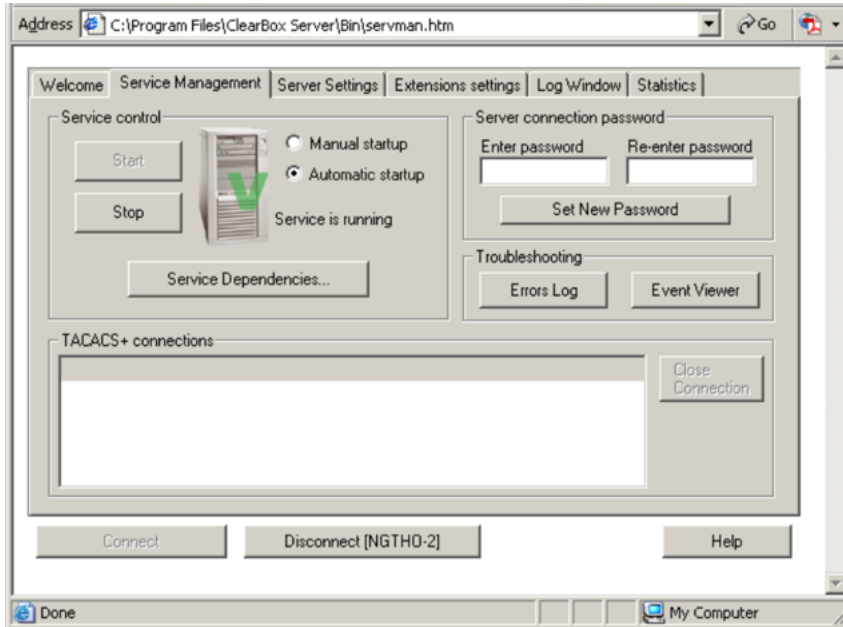 Address C:\Program Files\ClearBox Server\Bin\servman.htm Go
Welcome Service Management Server Settings Extensions settings Log Window Statistics
Service control
Start
Manual startup
Automatic startup
Stop
V
Service is running
Service Dependencies...
Server connection password
Enter password Re-enter password
Set New Password
Troubleshooting
Errors Log Event Viewer
TACACS+ connections
Close
Connection
Connect Disconnect [NGTHO-2] Help
Done My Computer